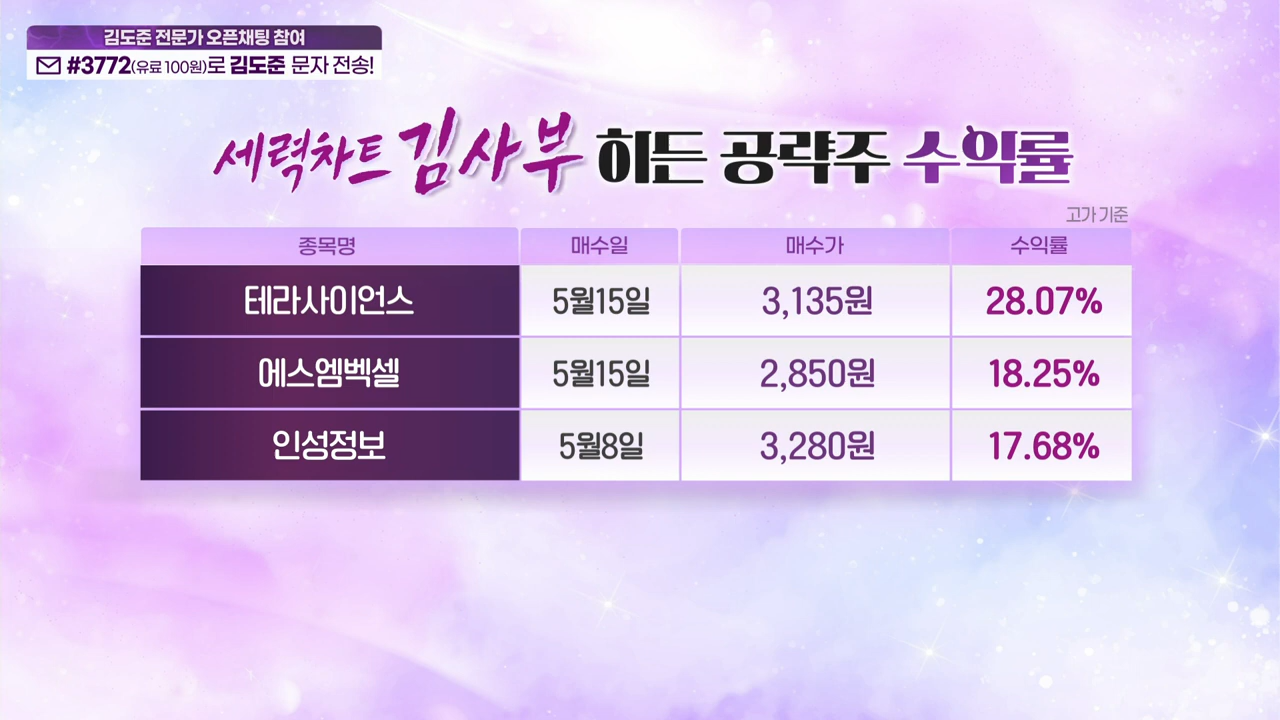 김도준 전문가 오픈채팅 참여
#3772(유료 100원)로 김도준 문자 전송!
세력차트 김사부 히든 공략주 수익률
고가 기준
종목명 매수일 매수가 수익률
테라사이언스 5월15일 3,135원 28.07%
에스엠벡셀 5월15일 2,850원 18.25%
인성정보 5월8일 3,280원 17.68%